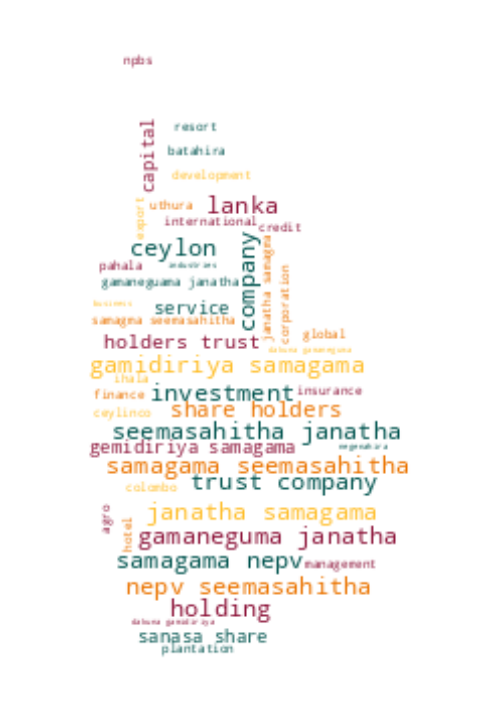 npbs
capital
resort
batahira
development
export
uthura
lanka
international
credit
ceylon
company
janatha samagma
corporation
pahala
industries
gamaneguama janatha
business
service
samagma seemasahitha
global
holders trust
dakuna gamaneguma
gamidiriya samagama
ihala
finance
investment
insurance
ceylinco
share holders
seemasahitha janatha
gemidiriya samagama
negenahira
samagama seemasahitha
colombo
trust company
agro
hotel
janatha samagama
gamaneguma janatha
samagama nepv
management
nepv seemasahitha
holding
dakuna gamidiriya
sanasa share
plantation